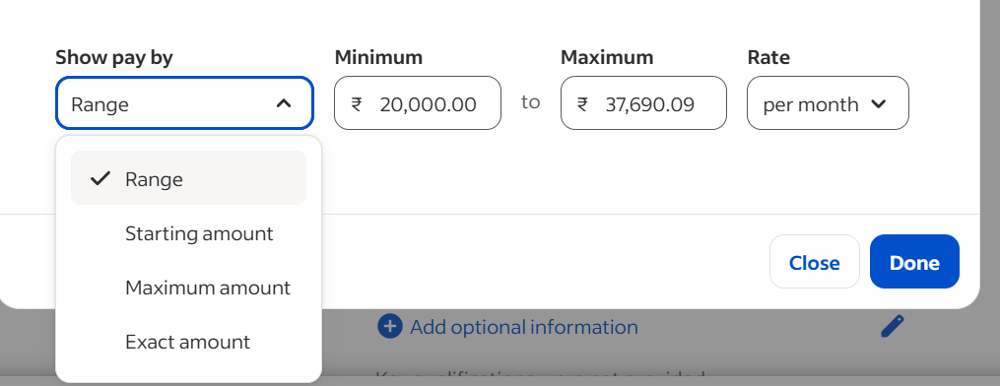 Show pay by Minimum Maximum Rate
Range ₹ 20,000.00 to ₹ 37,690.09 per month
Range
Starting amount
Maximum amount
Exact amount
Close Done
Add optional information